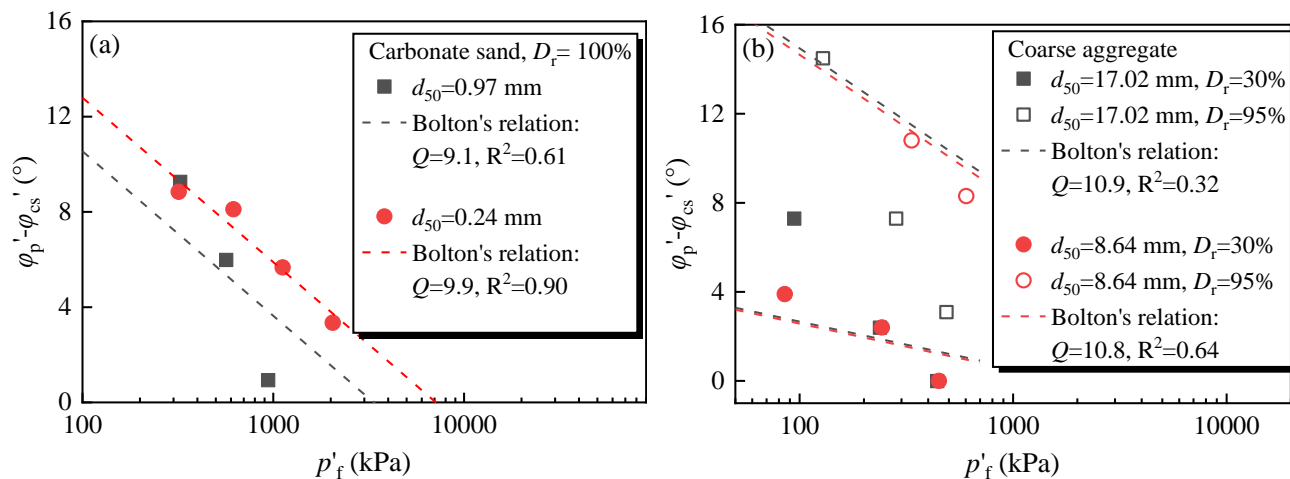 (a)
Carbonate sand, Dr= 100%
d50=0.97 mm
Bolton's relation:
Q=9.1, R²=0.61
d50=0.24 mm
Bolton's relation:
Q=9.9, R²=0.90
16
12
8
4
0
100
1000
10000
φp'-φcs' (°)
p'f (kPa)
(b)
Coarse aggregate
d50=17.02 mm, Dr=30%
d50=17.02 mm, Dr=95%
Bolton's relation:
Q=10.9, R²=0.32
d50=8.64 mm, Dr=30%
d50=8.64 mm, Dr=95%
Bolton's relation:
Q=10.8, R²=0.64
16
12
8
4
0
100
1000
10000
φp'-φcs' (°)
p'f (kPa)